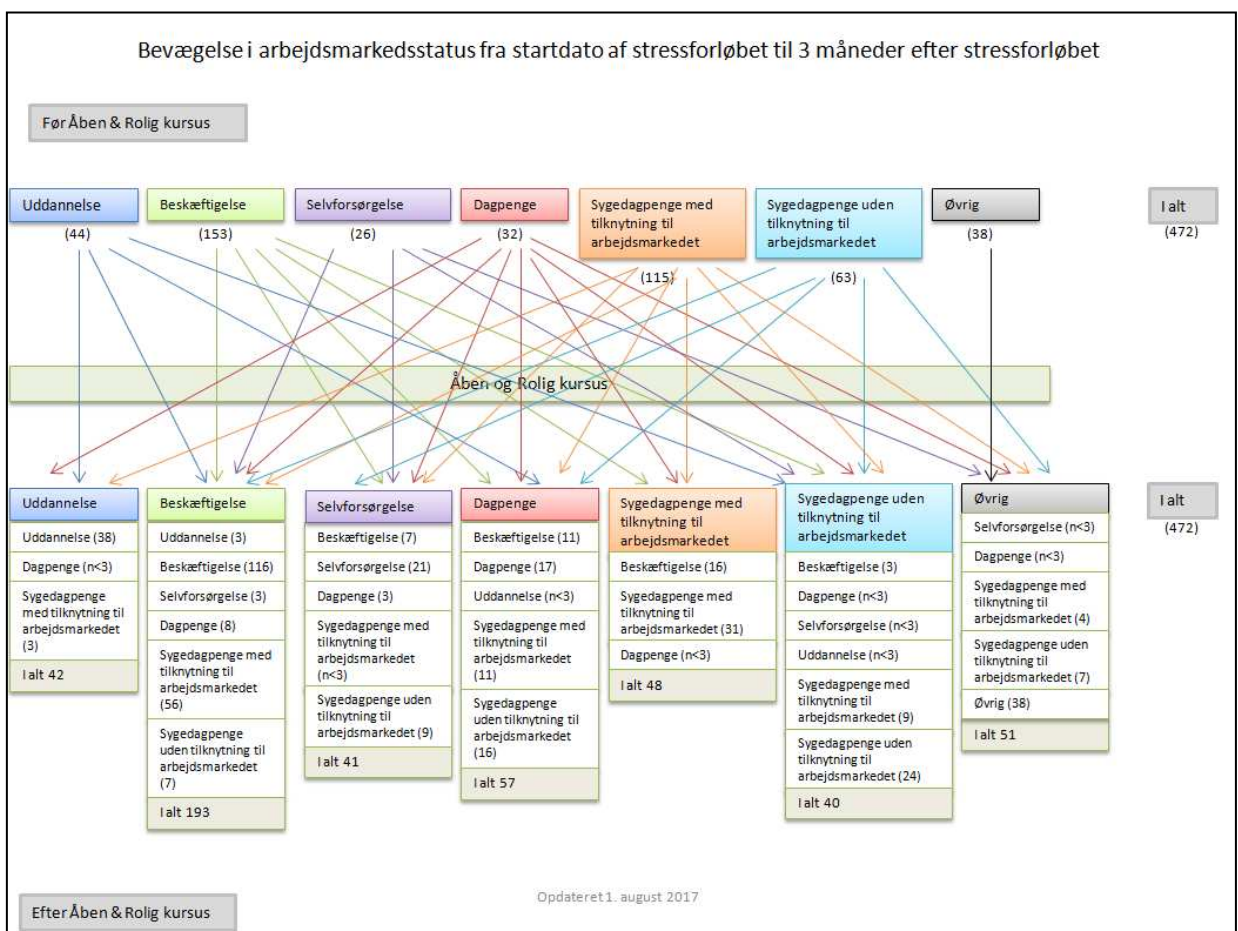 Bevægelse i arbejdsmarkedsstatus fra startdato af stressforløbet til 3 måneder efter stressforløbet
Før Åben & Rolig kursus
Uddannelse
(44)
Beskæftigelse
(153)
Selvforsørgelse
(26)
Dagpenge
(32)
Sygedagpenge med
tilknytning til
arbejdsmarkedet
(115)
Sygedagpenge uden
tilknytning til
arbejdsmarkedet
(63)
Øvrig
(38)
I alt
(472)
Åben og Rolig kursus
Uddannelse
Uddannelse (38)
Dagpenge (n<3)
Sygedagpenge
med tilknytning til
arbejdsmarkedet
(3)
I alt 42
Beskæftigelse
Uddannelse (3)
Beskæftigelse (116)
Selvforsørgelse (3)
Dagpenge (8)
Sygedagpenge med
tilknytning til
arbejdsmarkedet
(56)
Sygedagpenge
uden tilknytning til
arbejdsmarkedet
(7)
I alt 193
Selvforsørgelse
Beskæftigelse (7)
Selvforsørgelse (21)
Dagpenge (3)
Sygedagpenge med
tilknytning til
arbejdsmarkedet
(n<3)
Sygedagpenge uden
tilknytning til
arbejdsmarkedet (9)
I alt 41
Dagpenge
Beskæftigelse (11)
Dagpenge (17)
Uddannelse (n<3)
Sygedagpenge med
tilknytning til
arbejdsmarkedet
(11)
Sygedagpenge
uden tilknytning til
arbejdsmarkedet
(16)
I alt 57
Sygedagpenge med
tilknytning til
arbejdsmarkedet
Beskæftigelse (16)
Sygedagpenge med
tilknytning til
arbejdsmarkedet (31)
Dagpenge (n<3)
I alt 48
Sygedagpenge uden
tilknytning til
arbejdsmarkedet
Beskæftigelse (3)
Dagpenge (n<3)
Selvforsørgelse (n<3)
Uddannelse (n<3)
Sygedagpenge med
tilknytning til
arbejdsmarkedet (9)
Sygedagpenge uden
tilknytning til
arbejdsmarkedet (24)
I alt 40
Øvrig
Selvforsørgelse (n<3)
Dagpenge (n<3)
Sygedagpenge med
tilknytning til
arbejdsmarkedet (4)
Sygedagpenge uden
tilknytning til
arbejdsmarkedet (7)
Øvrig (38)
I alt 51
I alt
(472)
Opdateret 1. august 2017
Efter Åben & Rolig kursus